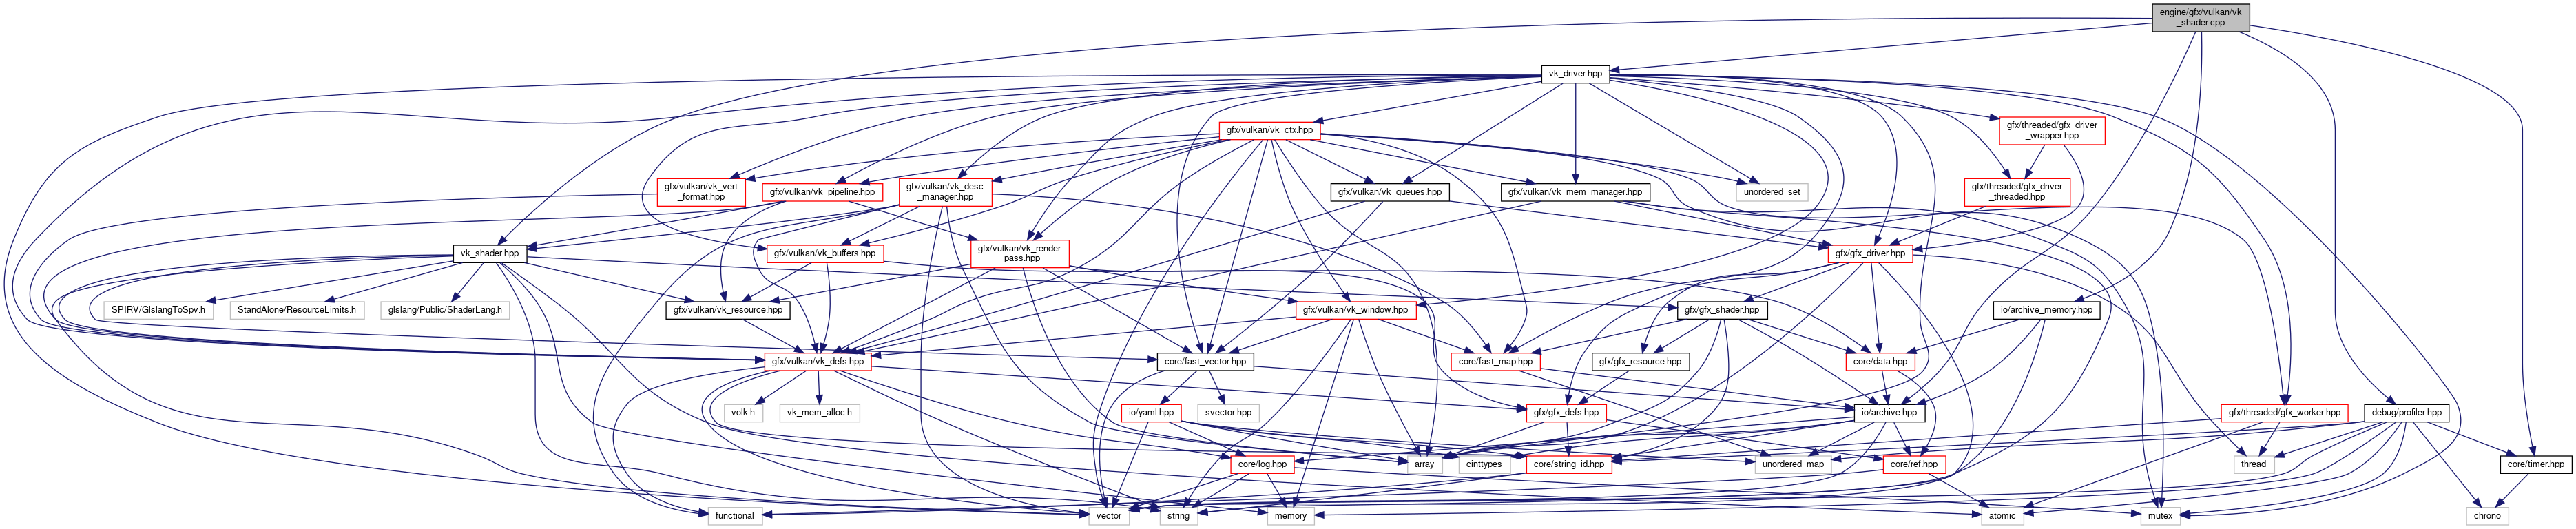 engine/gfx/vulkan/vk
_shader.cpp
vk_driver.hpp
gfx/vulkan/vk_ctx.hpp
gfx/threaded/gfx_driver
_wrapper.hpp
gfx/vulkan/vk_vert
_format.hpp
gfx/vulkan/vk_pipeline.hpp
gfx/vulkan/vk_desc
_manager.hpp
gfx/vulkan/vk_queues.hpp
gfx/vulkan/vk_mem_manager.hpp
unordered_set
gfx/threaded/gfx_driver
_threaded.hpp
vk_shader.hpp
gfx/vulkan/vk_buffers.hpp
gfx/vulkan/vk_render
_pass.hpp
gfx/gfx_driver.hpp
SPIRV/GlslangToSpv.h
StandAlone/ResourceLimits.h
glslang/Public/ShaderLang.h
gfx/vulkan/vk_resource.hpp
gfx/vulkan/vk_window.hpp
gfx/gfx_shader.hpp
io/archive_memory.hpp
gfx/vulkan/vk_defs.hpp
core/fast_vector.hpp
core/fast_map.hpp
gfx/gfx_resource.hpp
core/data.hpp
volk.h
vk_mem_alloc.h
io/yaml.hpp
svector.hpp
gfx/gfx_defs.hpp
io/archive.hpp
gfx/threaded/gfx_worker.hpp
debug/profiler.hpp
core/log.hpp
array
cinttypes
core/string_id.hpp
unordered_map
core/ref.hpp
thread
core/timer.hpp
functional
vector
string
memory
atomic
mutex
chrono